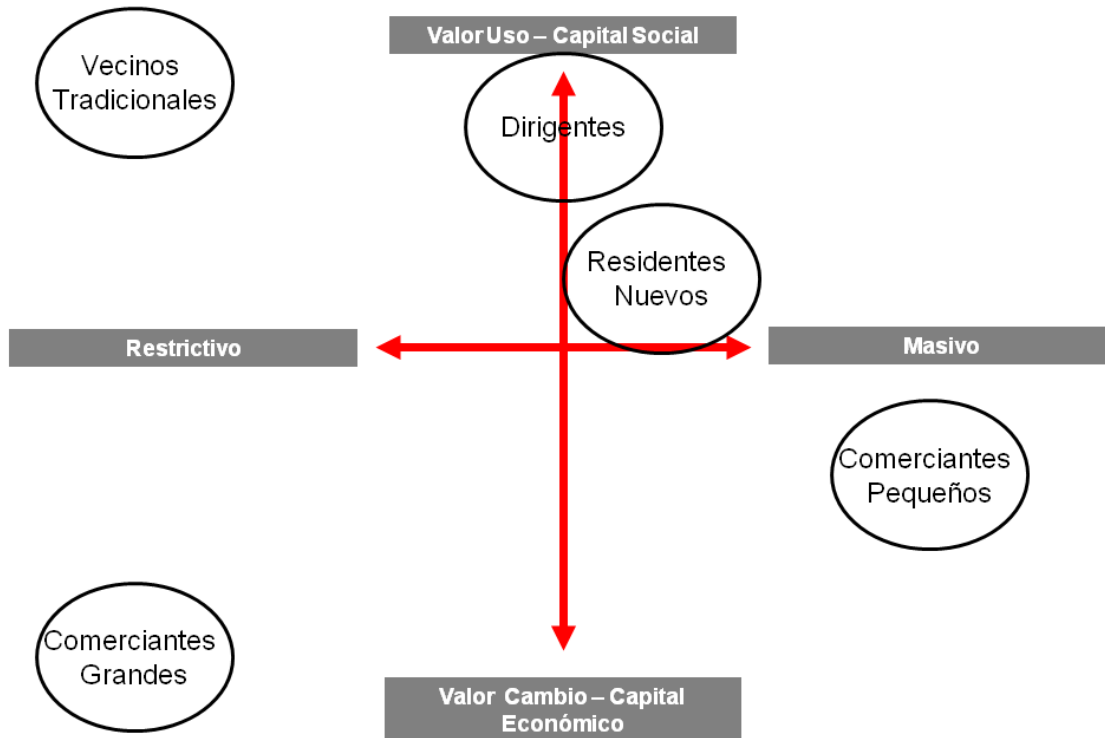 Valor Uso – Capital Social
Vecinos
Tradicionales
Dirigentes
Residentes
Nuevos
Restrictivo
Masivo
Comerciantes
Pequeños
Comerciantes
Grandes
Valor Cambio – Capital
Económico